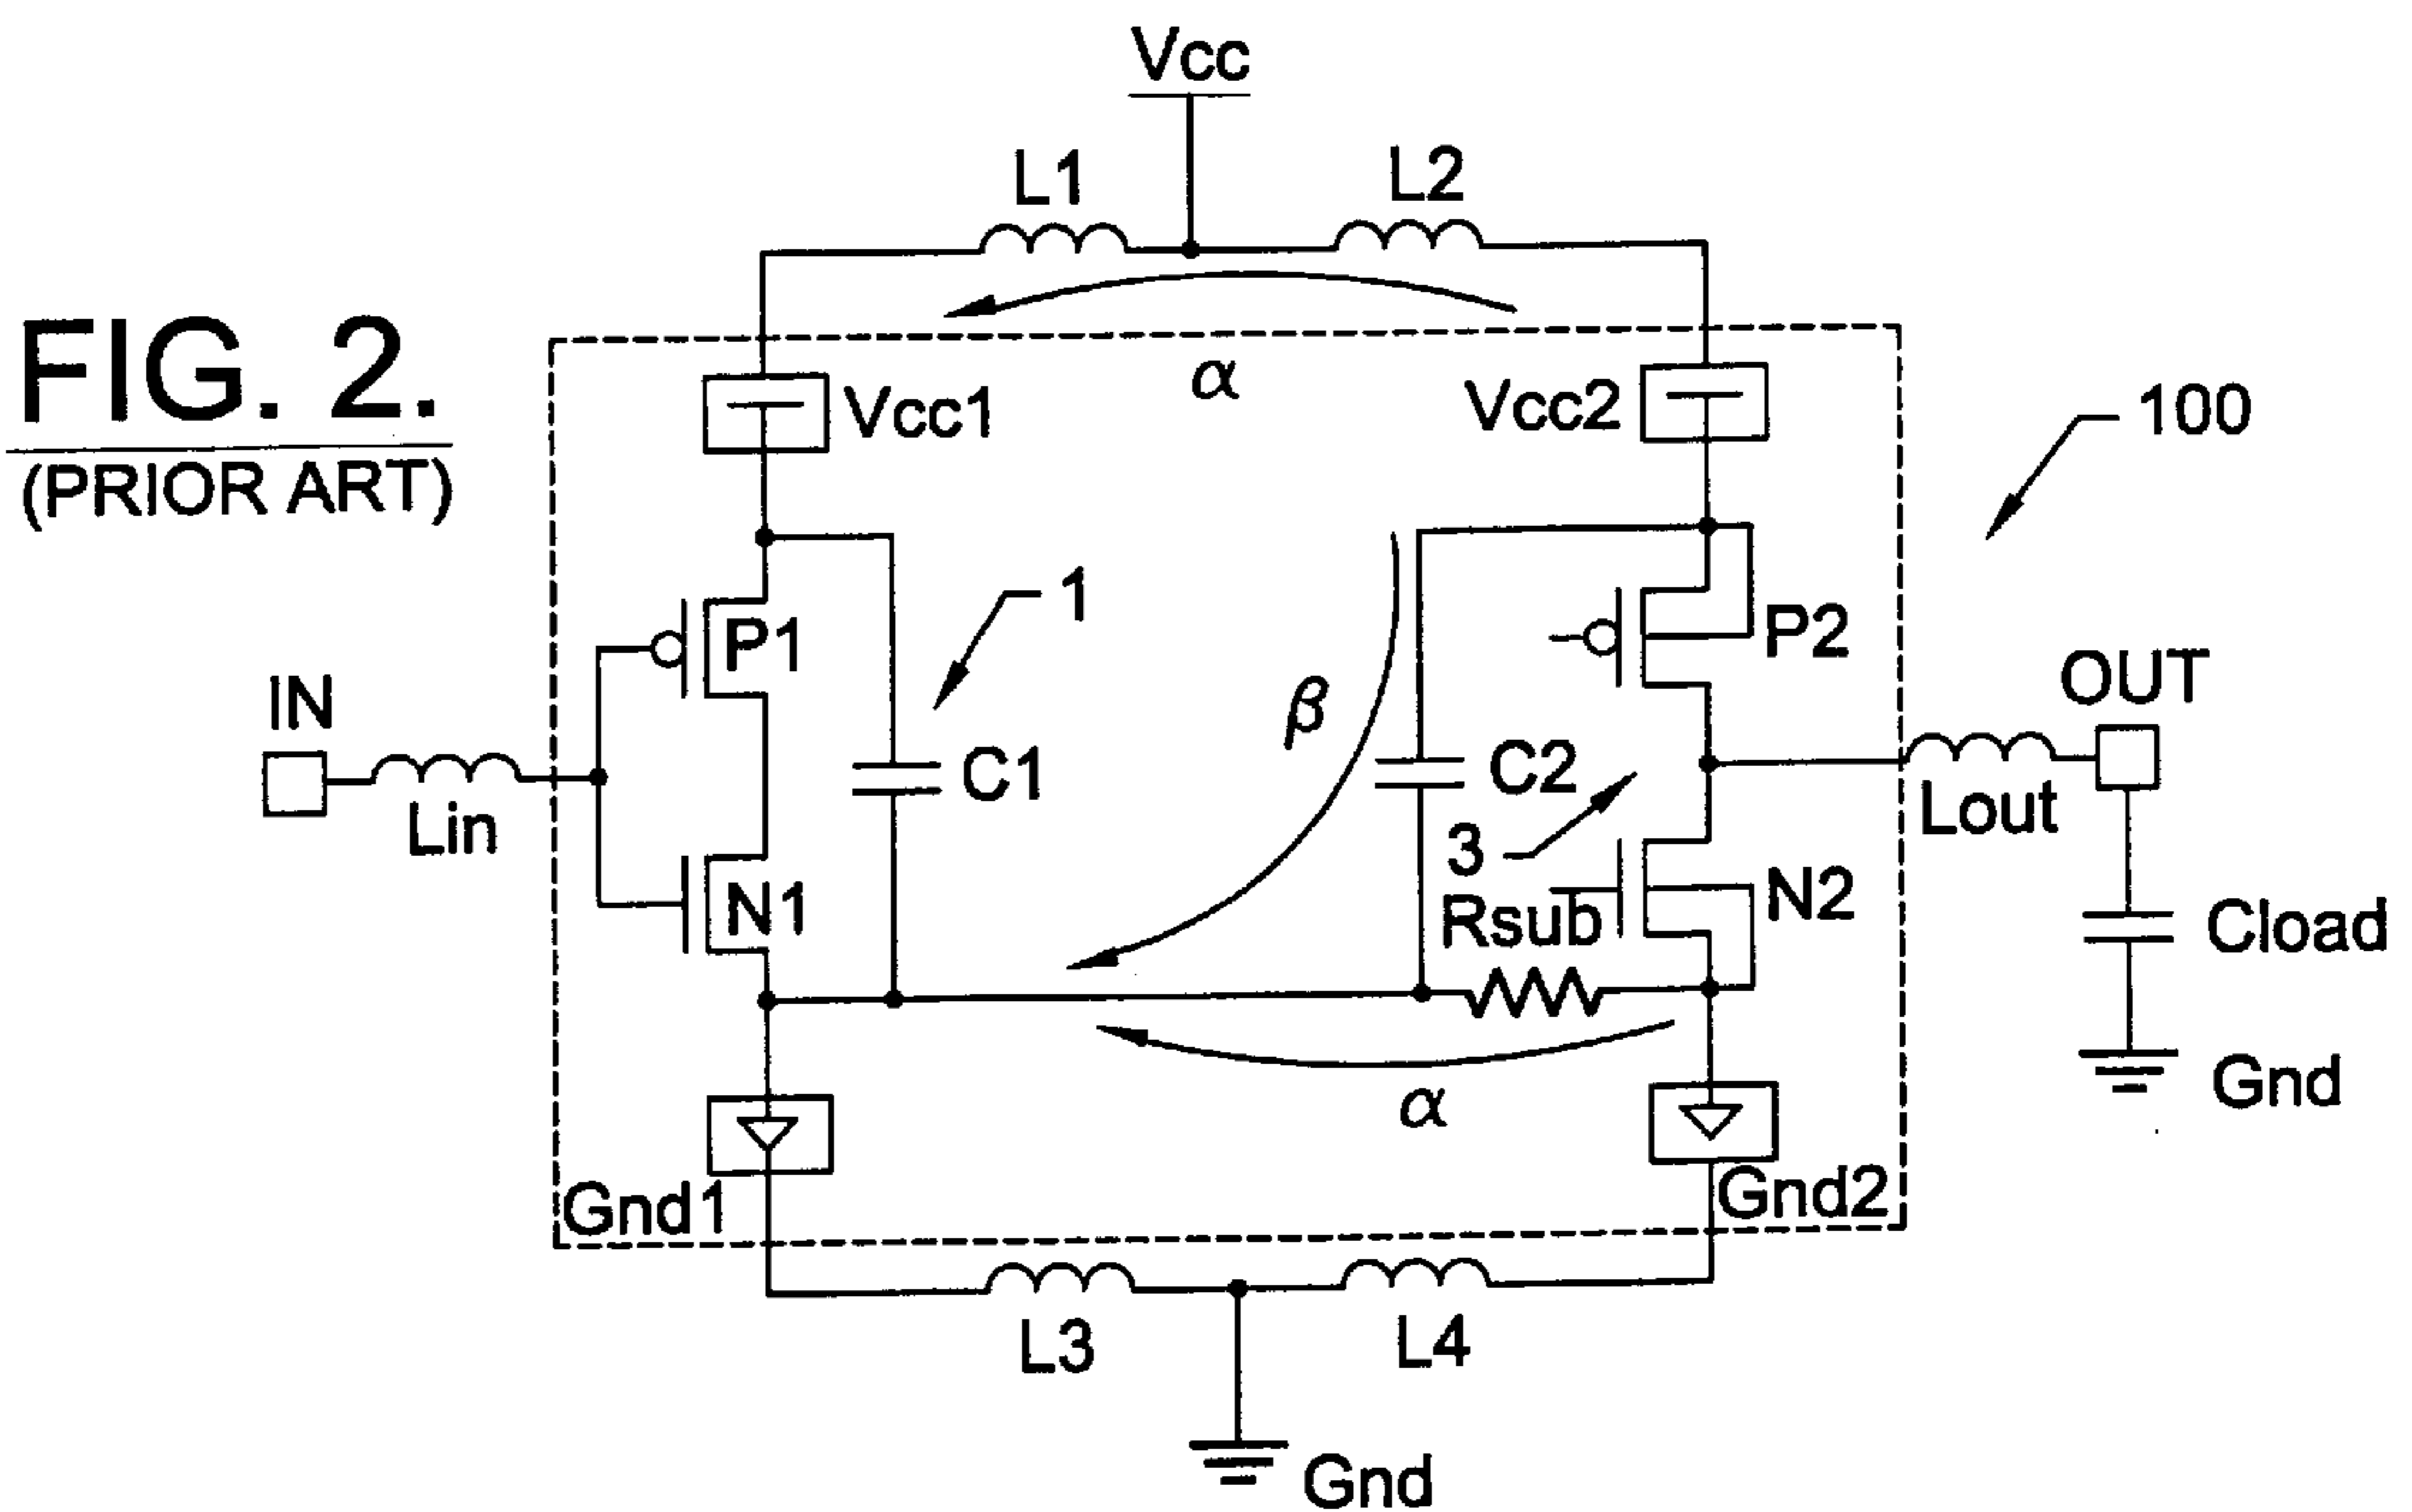 Vcc
L1
L2
FIG. 2.
(PRIOR ART)
α
Vcc1
Vcc2
100
1
P1
P2
IN
β
OUT
C1
C2
Lin
Lout
3
N1
Rsub
N2
Cload
α
Gnd
Gnd1
Gnd2
L3
L4
Gnd